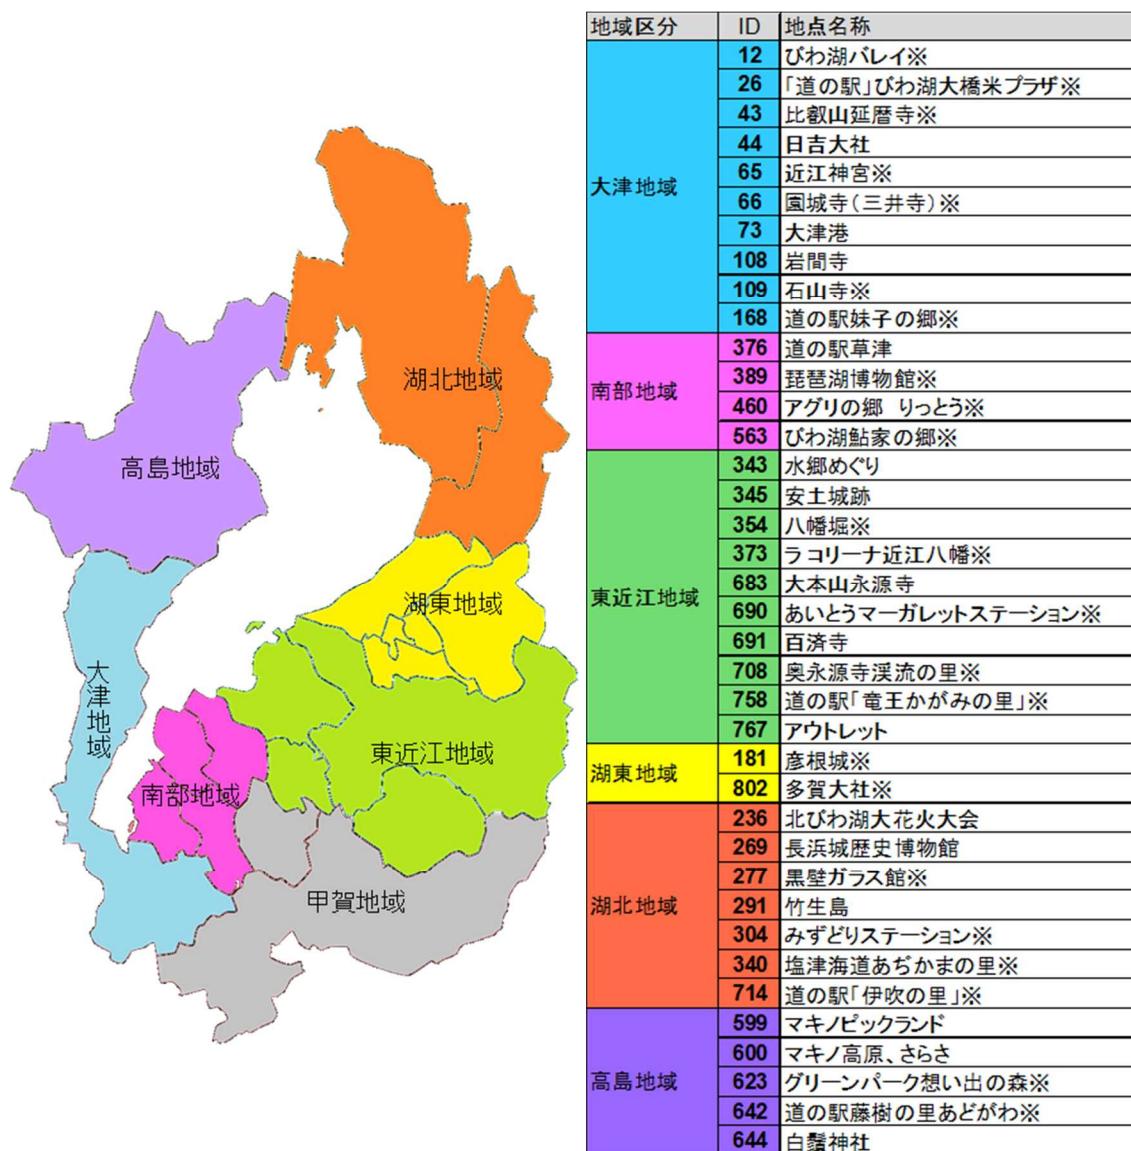 湖北地域
高島地域
湖東地域
大津地域
東近江地域
南部地域
甲賀地域
地域区分 ID 地点名称
大津地域
12 びわ湖バレイ※
26 「道の駅」びわ湖大橋米プラザ※
43 比叡山延暦寺※
44 日吉大社
65 近江神宮※
66 園城寺(三井寺)※
73 大津港
108 岩間寺
109 石山寺※
168 道の駅妹子の郷※
南部地域
376 道の駅草津
389 琵琶湖博物館※
460 アグリの郷 りっとう※
563 びわ湖鮎家の郷※
東近江地域
343 水郷めぐり
345 安土城跡
354 八幡堀※
373 ラコリーナ近江八幡※
683 大本山永源寺
690 あいとうマーガレットステーション※
691 百済寺
708 奥永源寺渓流の里※
758 道の駅「竜王かがみの里」※
767 アウトレット
湖東地域
181 彦根城※
802 多賀大社※
湖北地域
236 北びわ湖大花火大会
269 長浜城歴史博物館
277 黒壁ガラス館※
291 竹生島
304 みずどりステーション※
340 塩津海道あぢかまの里※
714 道の駅「伊吹の里」※
高島地域
599 マキノピックランド
600 マキノ高原、さらさ
623 グリーンパーク想い出の森※
642 道の駅藤樹の里あどがわ※
644 白鬚神社